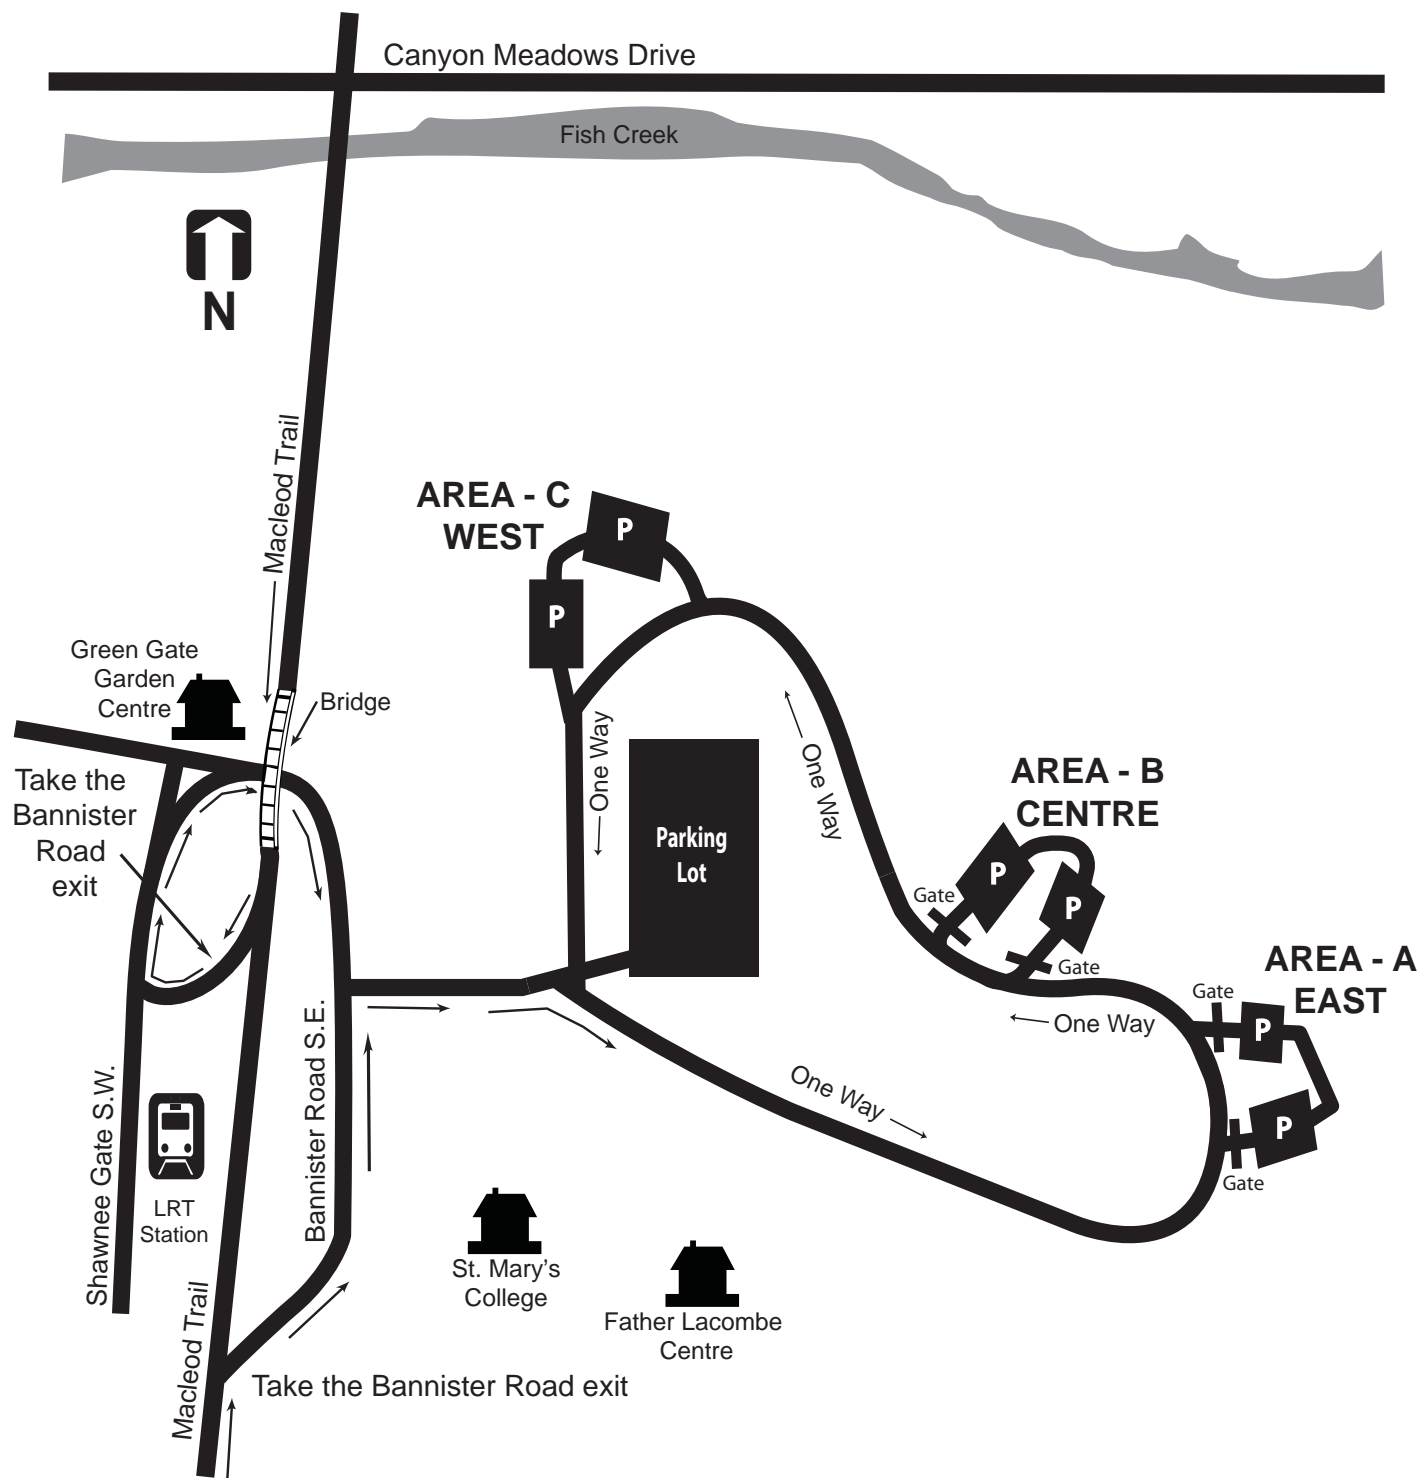 Canyon Meadows Drive
Fish Creek
N
Macleod Trail
AREA - C
WEST
P
P
Green Gate
Garden
Centre
Bridge
Take the
Bannister
Road
exit
One Way
One Way
Parking
Lot
AREA - B
CENTRE
P
P
Gate
Gate
AREA - A
EAST
Gate
P
P
Gate
One Way
One Way
Bannister Road S.E.
Shawnee Gate S.W.
LRT
Station
Macleod Trail
St. Mary's
College
Father Lacombe
Centre
Take the Bannister Road exit